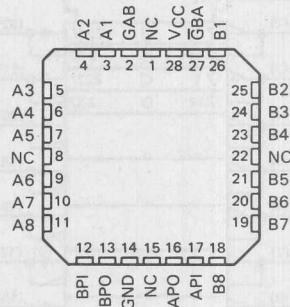 A2 A1 GAB NC VCC G̅BA B1
4 3 2 1 28 27 26
A3 5 25 B2
A4 6 24 B3
A5 7 23 B4
NC 8 22 NC
A6 9 21 B5
A7 10 20 B6
A8 11 19 B7
12 13 14 15 16 17 18
BPI BPO GND NC APO API B8